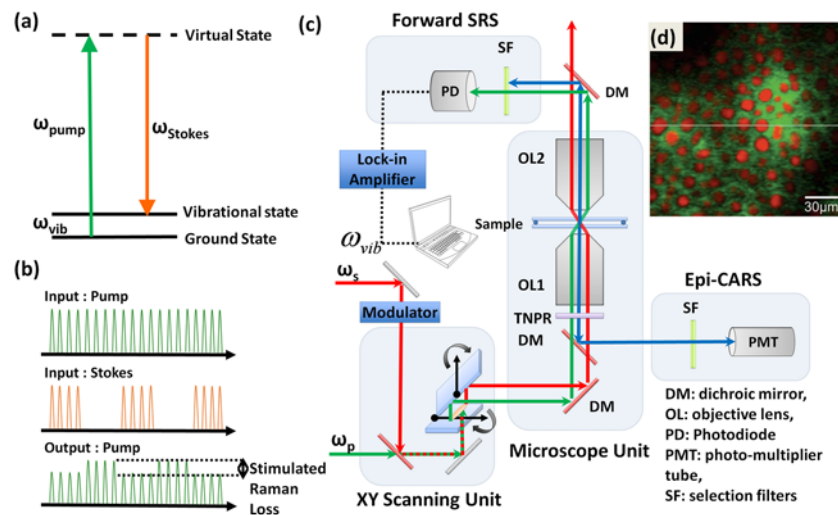 (a)
Virtual State
ωpump
ωStokes
Vibrational state
ωvib
Ground State
(b)
Input : Pump
Input : Stokes
Output : Pump
Stimulated
Raman
Loss
(c)
Forward SRS
SF
PD
DM
Lock-in
Amplifier
OL2
Sample
ωvib
ωs
OL1
Modulator
TNPR
DM
DM
ωp
Microscope Unit
XY Scanning
Unit
Epi-CARS
SF
PMT
DM: dichroic mirror,
OL: objective lens,
PD: Photodiode
PMT: photo-multiplier
tube,
SF: selection filters
(d)
30µm